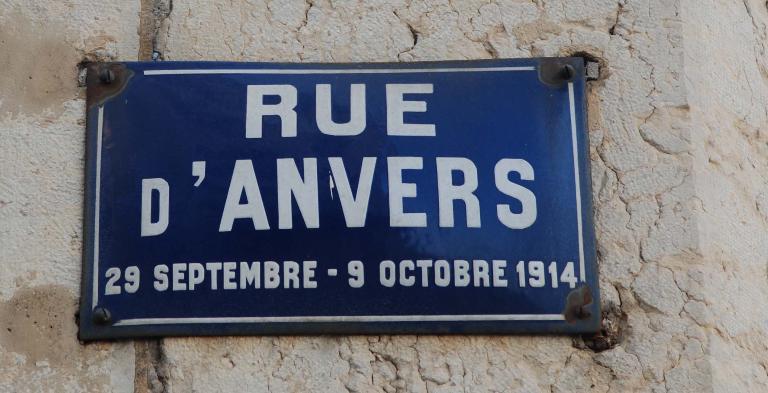 RUE
D'ANVERS
29 SEPTEMBRE - 9 OCTOBRE 1914